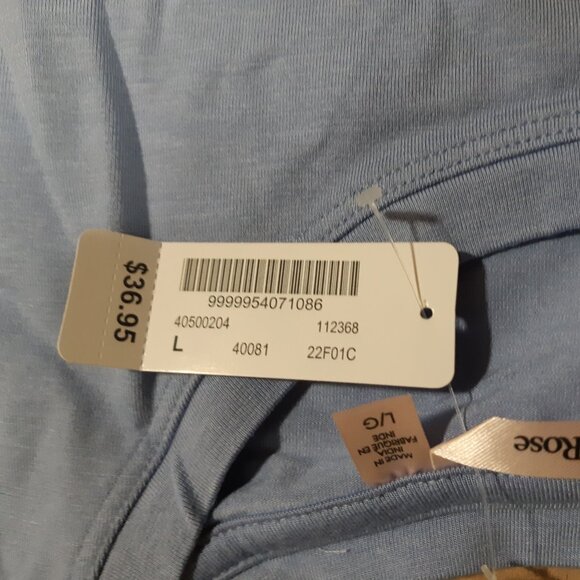 $36.95
9999954071086
40500204 112368
L 40081 22F01C
L/G
MADE IN
INDIA
FABRIQUÉ EN
INDE
Rose